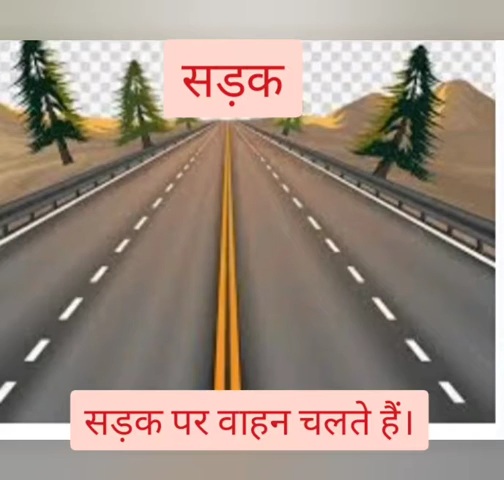 सड़क
सड़क पर वाहन चलते हैं।